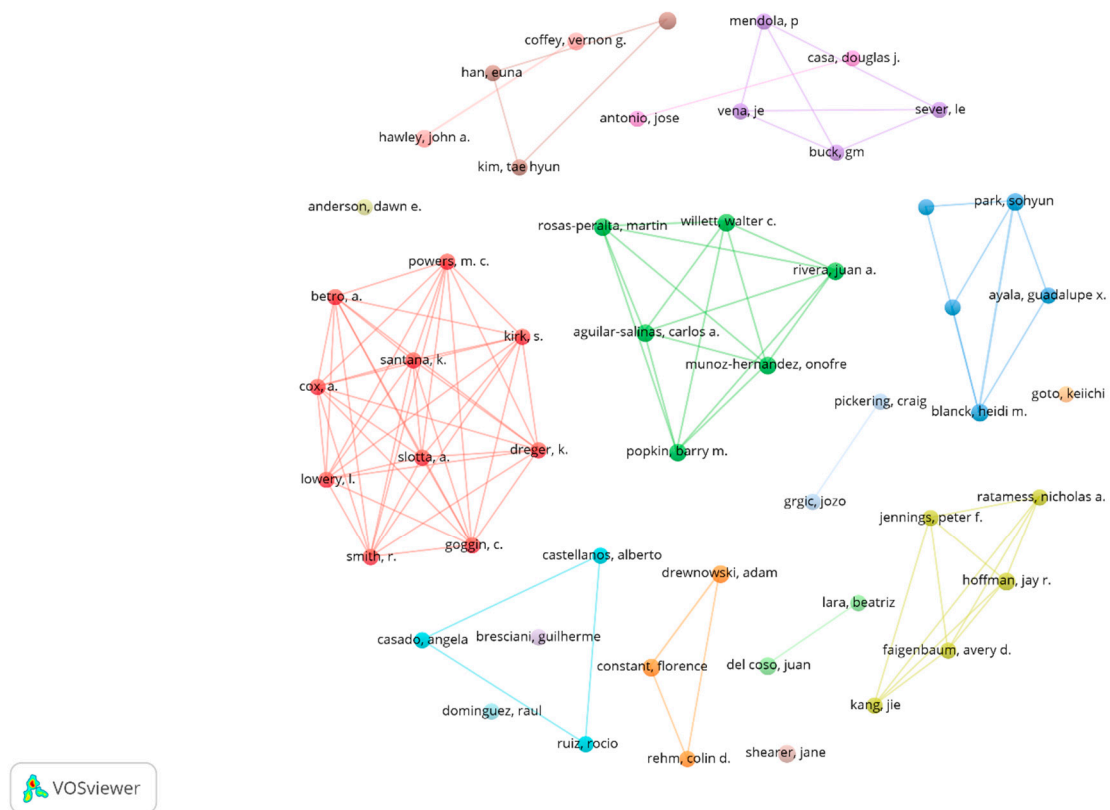 mendola, p
coffey, vernon g.
casa, douglas j.
han, euna
vena, je
sever, le
antonio, jose
hawley, john a.
buck, gm
kim, tae hyun
park, sohyun
anderson, dawn e.
rosas-peralta, martin
willett, walter c.
powers, m. c.
rivera, juan a.
betro, a.
ayala, guadalupe x.
kirk, s.
aguilar-salinas, carlos a.
santana, k.
munoz-hernandez, onofre
cox, a.
goto, keiichi
pickering, craig
blanck, heidi m.
dreger, k.
popkin, barry m.
slotta, a.
lowery, l.
ratamess, nicholas a.
grgic, jozo
jennings, peter f.
goggin, c.
smith, r.
castellanos, alberto
drewnowski, adam
hoffman, jay r.
lara, beatriz
casado, angela
bresciani, guilherme
faigenbaum, avery d.
constant, florence
del coso, juan
kang, jie
dominguez, raul
ruiz, rocio
shearer, jane
rehm, colin d.
VOSviewer